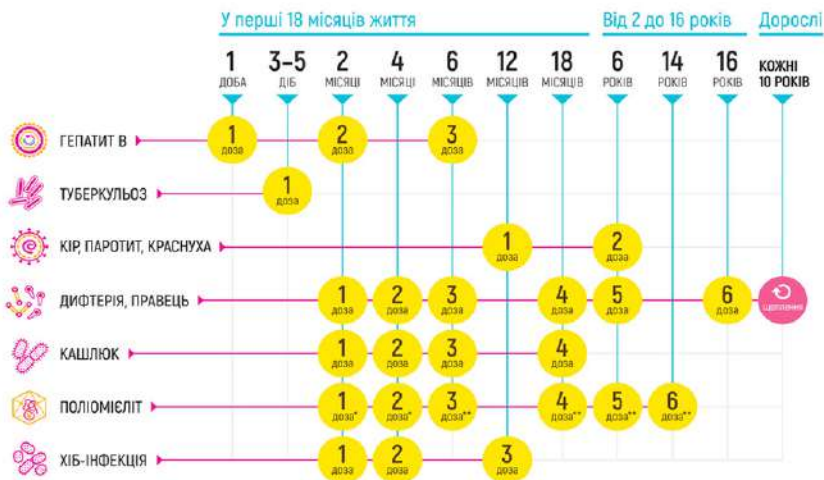 У перші 18 місяців життя
Від 2 до 16 років
Дорослі
1 ДОБА
3–5 ДІБ
2 МІСЯЦІ
4 МІСЯЦІ
6 МІСЯЦІВ
12 МІСЯЦІВ
18 МІСЯЦІВ
6 РОКІВ
14 РОКІВ
16 РОКІВ
КОЖНІ 10 РОКІВ
ГЕПАТИТ В
1 доза
2 доза
3 доза
ТУБЕРКУЛЬОЗ
1 доза
КІР, ПАРОТИТ, КРАСНУХА
1 доза
2 доза
ДИФТЕРІЯ, ПРАВЕЦЬ
1 доза
2 доза
3 доза
4 доза
5 доза
6 доза
щеплення
КАШЛЮК
1 доза
2 доза
3 доза
4 доза
ПОЛІОМІЄЛІТ
1 доза*
2 доза*
3 доза**
4 доза**
5 доза**
6 доза**
ХІБ-ІНФЕКЦІЯ
1 доза
2 доза
3 доза